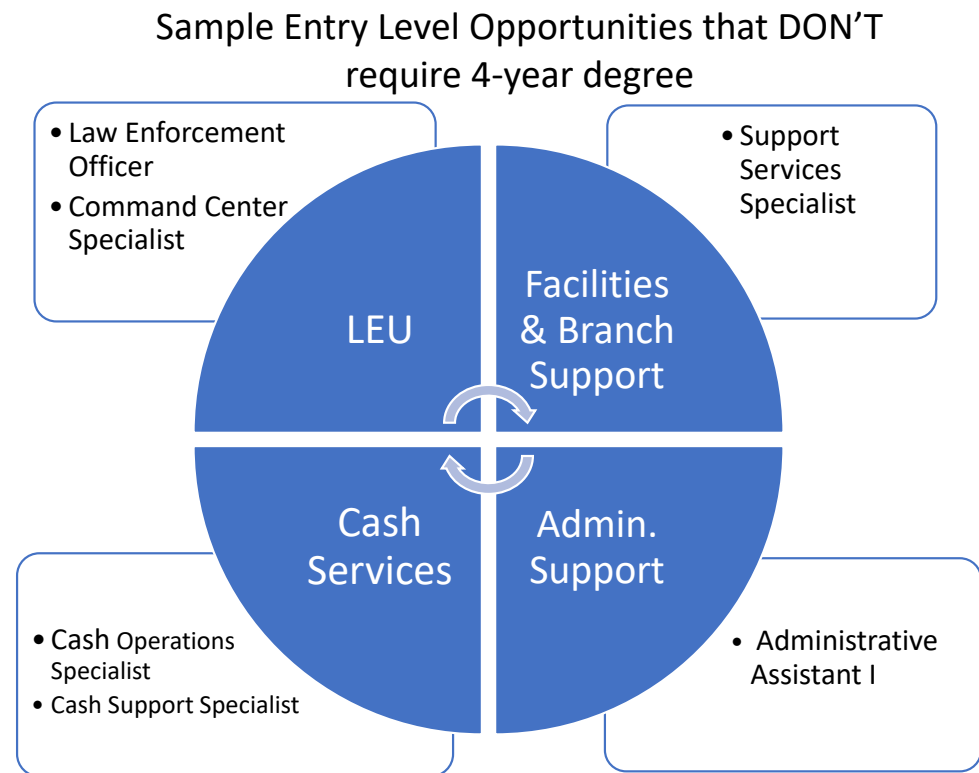 Sample Entry Level Opportunities that DON’T
require 4-year degree
• Law Enforcement
Officer
• Command Center
Specialist
• Support
Services
Specialist
LEU
Facilities
& Branch
Support
Cash
Services
Admin.
Support
• Cash Operations
Specialist
• Cash Support Specialist
• Administrative
Assistant I